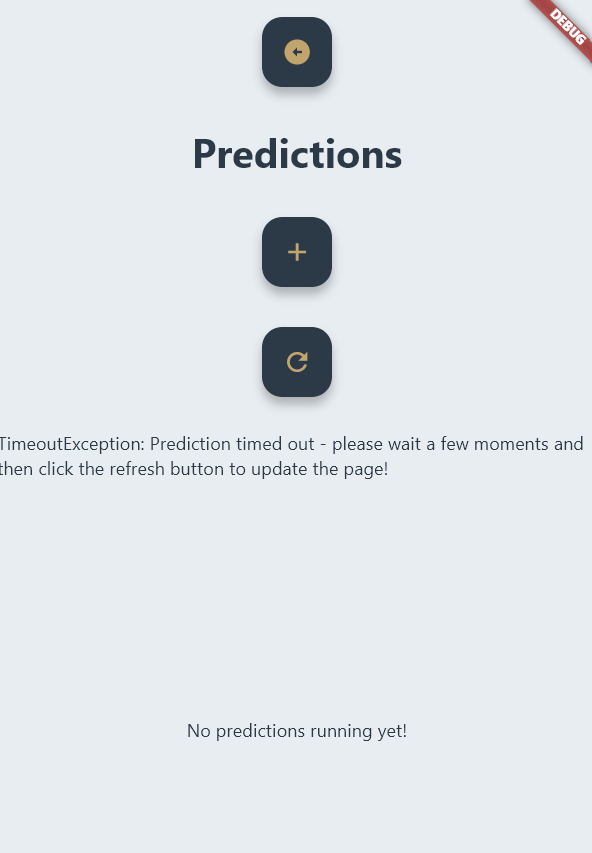 DEBUG
Predictions
TimeoutException: Prediction timed out - please wait a few moments and
then click the refresh button to update the page!
No predictions running yet!